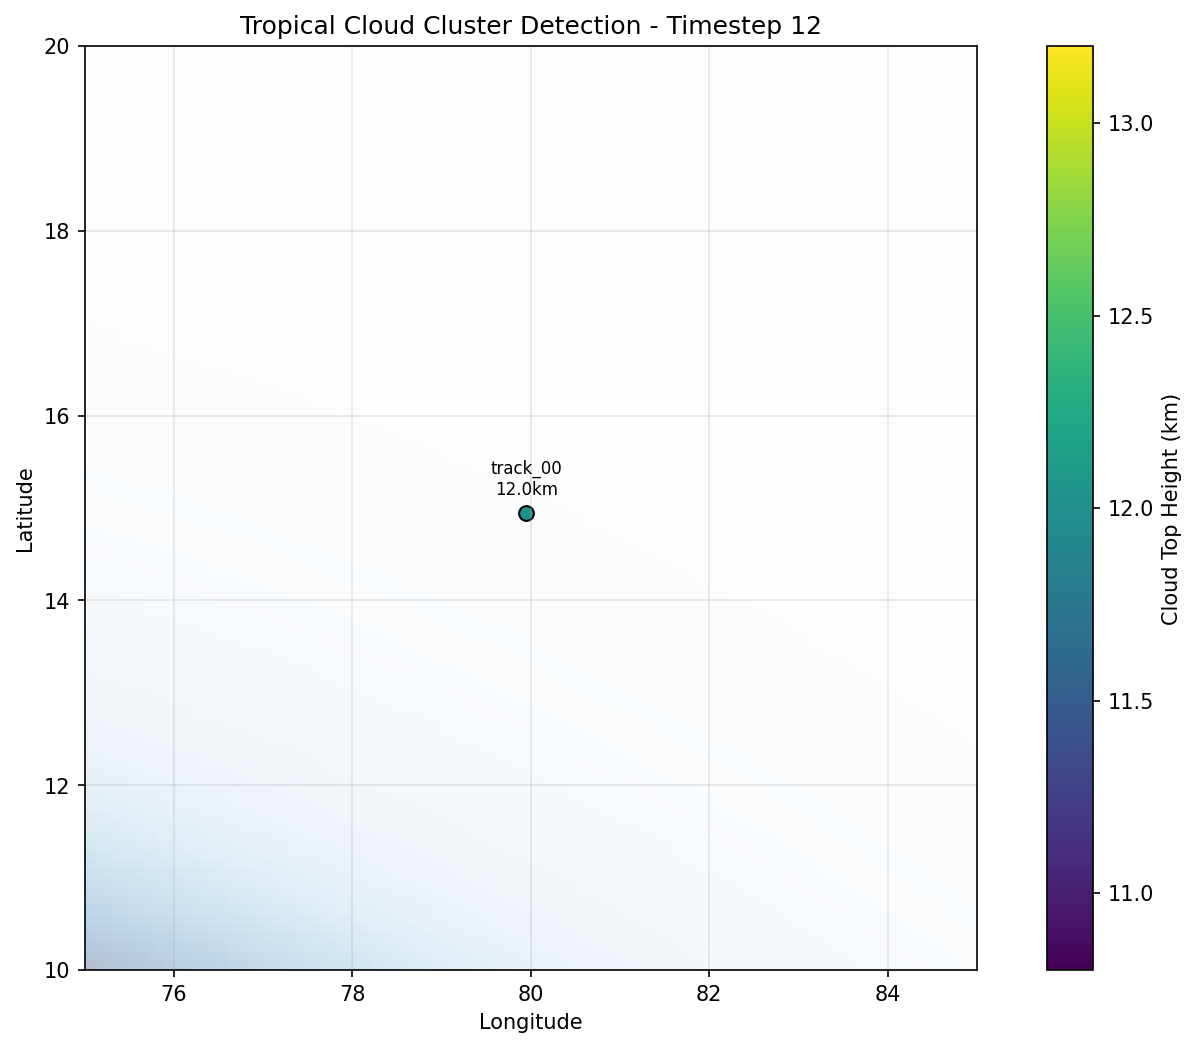 Tropical Cloud Cluster Detection - Timestep 12
20
18
16
14
12
10
Latitude
track_00
12.0km
76
78
80
82
84
Longitude
13.0
12.5
12.0
11.5
11.0
Cloud Top Height (km)